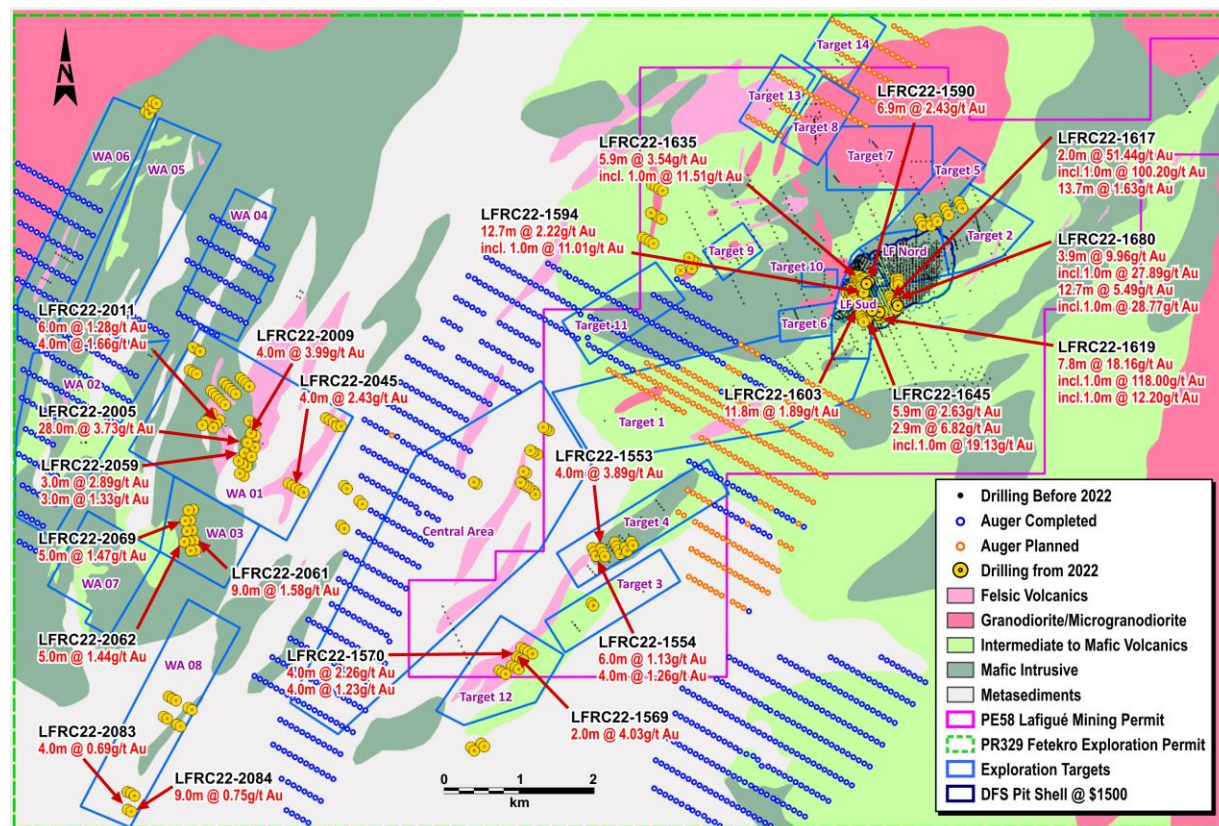 N
Target 14
Target 13
Target 8
Target 7
Target 5
Target 2
LF Nord
LF Sud
Target 9
Target 10
Target 6
Target 11
Target 1
Target 4
Target 3
Target 12
Central Area
WA 06
WA 05
WA 04
WA 02
WA 01
WA 03
WA 07
WA 08
LFRC22-1590
6.9m @ 2.43g/t Au
LFRC22-1635
5.9m @ 3.54g/t Au
incl. 1.0m @ 11.51g/t Au
LFRC22-1617
2.0m @ 51.44g/t Au
incl.1.0m @ 100.20g/t Au
13.7m @ 1.63g/t Au
LFRC22-1594
12.7m @ 2.22g/t Au
incl. 1.0m @ 11.01g/t Au
LFRC22-1680
3.9m @ 9.96g/t Au
incl.1.0m @ 27.89g/t Au
12.7m @ 5.49g/t Au
incl.1.0m @ 28.77g/t Au
LFRC22-1619
7.8m @ 18.16g/t Au
incl.1.0m @ 118.00g/t Au
incl.1.0m @ 12.20g/t Au
LFRC22-1603
11.8m @ 1.89g/t Au
LFRC22-1645
5.9m @ 2.63g/t Au
2.9m @ 6.82g/t Au
incl.1.0m @ 19.13g/t Au
LFRC22-2011
6.0m @ 1.28g/t Au
4.0m @ 1.66g/t Au
LFRC22-2009
4.0m @ 3.99g/t Au
LFRC22-2045
4.0m @ 2.43g/t Au
LFRC22-2005
28.0m @ 3.73g/t Au
LFRC22-2059
3.0m @ 2.89g/t Au
3.0m @ 1.33g/t Au
LFRC22-2069
5.0m @ 1.47g/t Au
LFRC22-2061
9.0m @ 1.58g/t Au
LFRC22-2062
5.0m @ 1.44g/t Au
LFRC22-2083
4.0m @ 0.69g/t Au
LFRC22-2084
9.0m @ 0.75g/t Au
LFRC22-1553
4.0m @ 3.89g/t Au
LFRC22-1570
4.0m @ 2.26g/t Au
4.0m @ 1.23g/t Au
LFRC22-1554
6.0m @ 1.13g/t Au
4.0m @ 1.26g/t Au
LFRC22-1569
2.0m @ 4.03g/t Au
0 1 2
km
Drilling Before 2022
Auger Completed
Auger Planned
Drilling from 2022
Felsic Volcanics
Granodiorite/Microgranodiorite
Intermediate to Mafic Volcanics
Mafic Intrusive
Metasediments
PE58 Lafigué Mining Permit
PR329 Fetekro Exploration Permit
Exploration Targets
DFS Pit Shell @ $1500